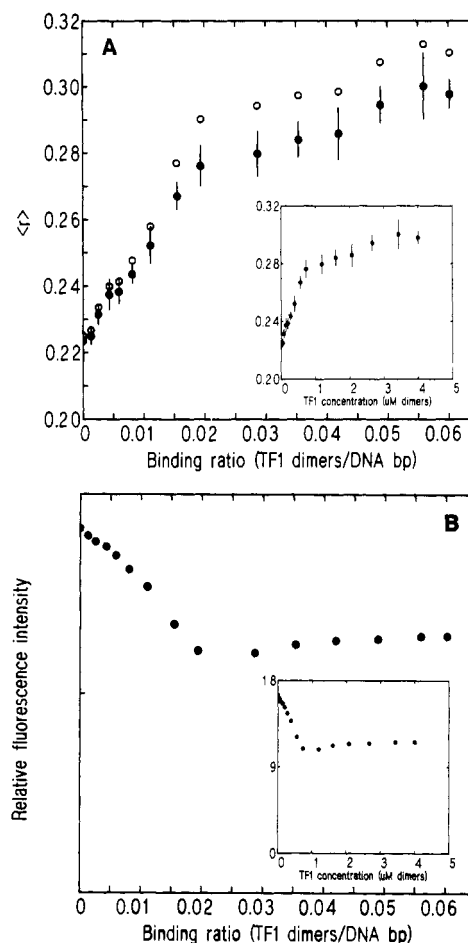 0.32
A
0.30
0.28
0.26
<r>
0.24
0.22
0.20
0.32
0.28
0.24
0.20
0 1 2 3 4 5
TF1 concentration (uM dimers)
0 0.01 0.02 0.03 0.04 0.05 0.06
Binding ratio (TF1 dimers/DNA bp)
B
Relative fluorescence intensity
1.8
9
0
0 1 2 3 4 5
TF1 concentration (uM dimers)
0 0.01 0.02 0.03 0.04 0.05 0.06
Binding ratio (TF1 dimers/DNA bp)